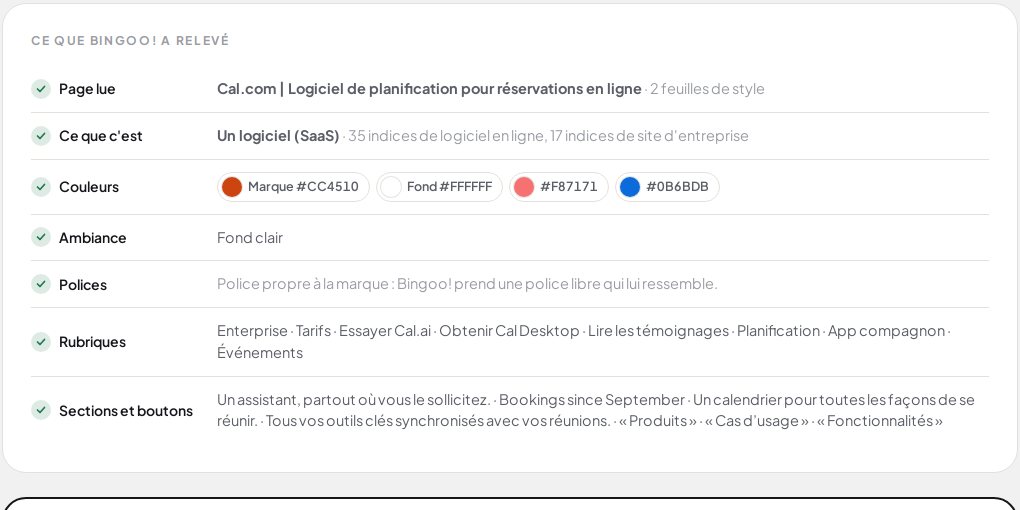 CE QUE BINGOO! A RELEVÉ
Page lue
Cal.com | Logiciel de planification pour réservations en ligne · 2 feuilles de style
Ce que c'est
Un logiciel (SaaS) · 35 indices de logiciel en ligne, 17 indices de site d'entreprise
Couleurs
Marque #CC4510 Fond #FFFFFF #F87171 #0B6BDB
Ambiance
Fond clair
Polices
Police propre à la marque : Bingoo! prend une police libre qui lui ressemble.
Rubriques
Enterprise · Tarifs · Essayer Cal.ai · Obtenir Cal Desktop · Lire les témoignages · Planification · App compagnon ·
Événements
Sections et boutons
Un assistant, partout où vous le sollicitez. · Bookings since September · Un calendrier pour toutes les façons de se
réunir. · Tous vos outils clés synchronisés avec vos réunions. · « Produits » · « Cas d'usage » · « Fonctionnalités »